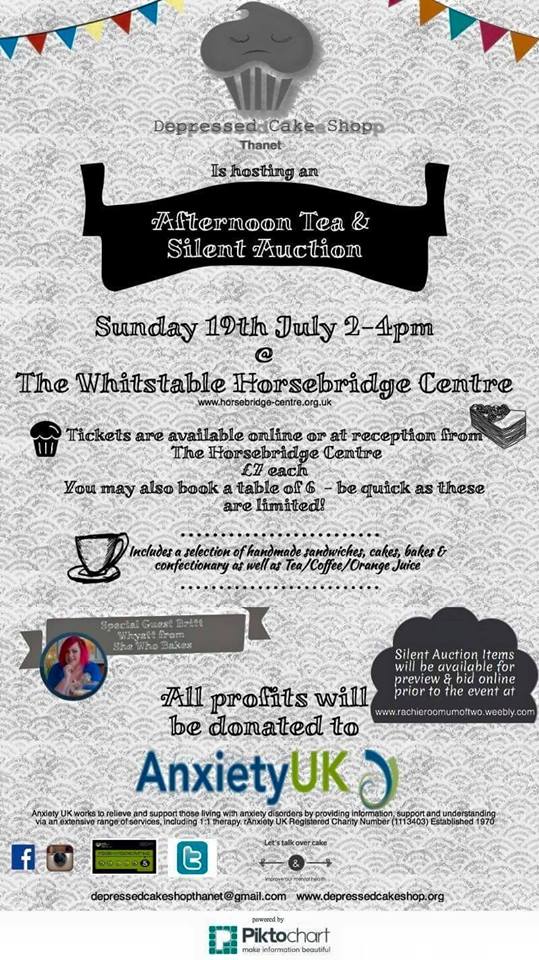 Depressed Cake Shop
Thanet
Is hosting an
Afternoon Tea &
Silent Auction
Sunday 19th July 2-4pm
@
The Whitstable Horsebridge Centre
www.horsebridge-centre.org.uk
Tickets are available online or at reception from
The Horsebridge Centre
£7 each
You may also book a table of 6 - be quick as these
are limited!
Includes a selection of handmade sandwiches, cakes, bakes &
confectionary as well as Tea/Coffee/Orange Juice
Special Guest Britt
Whyatt from
She Who Bakes
Silent Auction Items
will be available for
preview & bid online
prior to the event at
www.rachieroomumoftwo.weebly.com
All profits will
be donated to
AnxietyUK
Anxiety UK works to relieve and support those living with anxiety disorders by providing information, support and understanding
via an extensive range of services, including 1:1 therapy. rAnxiety UK Registered Charity Number (1113403) Established 1970
Let's talk over cake
&
improve our mental health
depressedcakeshopthanet@gmail.com www.depressedcakeshop.org
powered by
Piktochart
make information beautiful